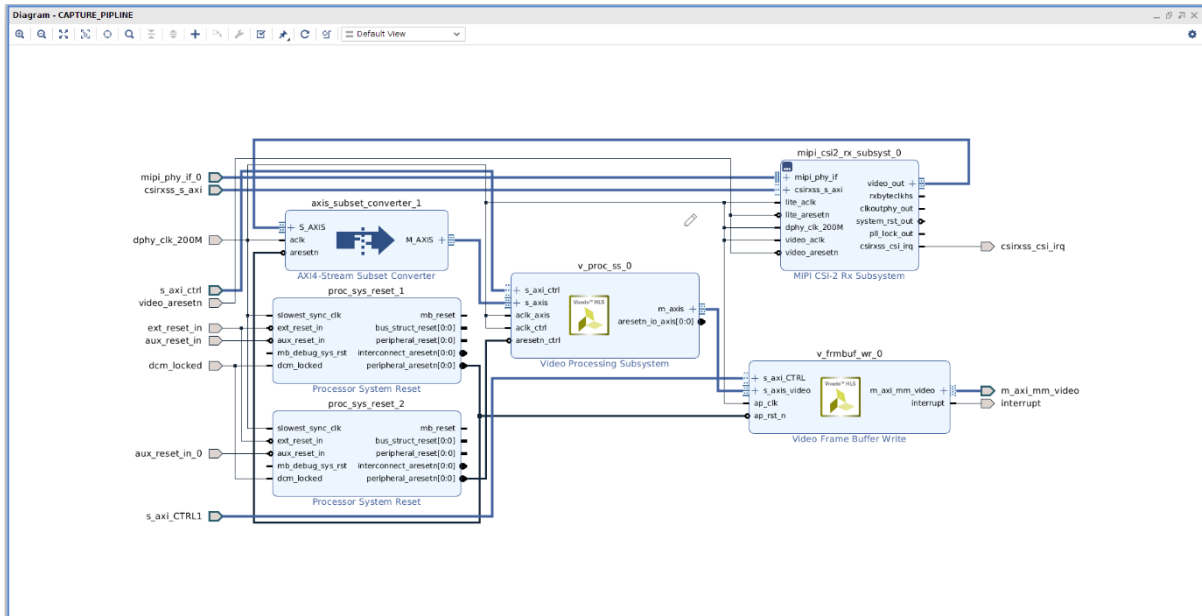 Diagram - CAPTURE_PIPLINE
Default View
mipi_phy_if_0
csirxss_s_axi
dphy_clk_200M
s_axi_ctrl
video_aresetn
ext_reset_in
aux_reset_in
dcm_locked
aux_reset_in_0
s_axi_CTRL1
axis_subset_converter_1
S_AXIS
aclk
aresetn
M_AXIS
AXI4-Stream Subset Converter
proc_sys_reset_1
slowest_sync_clk
ext_reset_in
aux_reset_in
mb_debug_sys_rst
dcm_locked
mb_reset
bus_struct_reset[0:0]
peripheral_reset[0:0]
interconnect_aresetn[0:0]
peripheral_aresetn[0:0]
Processor System Reset
proc_sys_reset_2
slowest_sync_clk
ext_reset_in
aux_reset_in
mb_debug_sys_rst
dcm_locked
mb_reset
bus_struct_reset[0:0]
peripheral_reset[0:0]
interconnect_aresetn[0:0]
peripheral_aresetn[0:0]
Processor System Reset
v_proc_ss_0
s_axi_ctrl
s_axis
aclk_axis
aclk_ctrl
aresetn_ctrl
Vivado™ HLS
m_axis
aresetn_io_axis[0:0]
Video Processing Subsystem
mipi_csi2_rx_subsyst_0
mipi_phy_if
csirxss_s_axi
lite_aclk
lite_aresetn
dphy_clk_200M
video_aclk
video_aresetn
video_out
rxbyteclkhs
clkoutphy_out
system_rst_out
pll_lock_out
csirxss_csi_irq
MIPI CSI-2 Rx Subsystem
v_frmbuf_wr_0
s_axi_CTRL
s_axis_video
ap_clk
ap_rst_n
Vivado™ HLS
m_axi_mm_video
interrupt
Video Frame Buffer Write
csirxss_csi_irq
m_axi_mm_video
interrupt